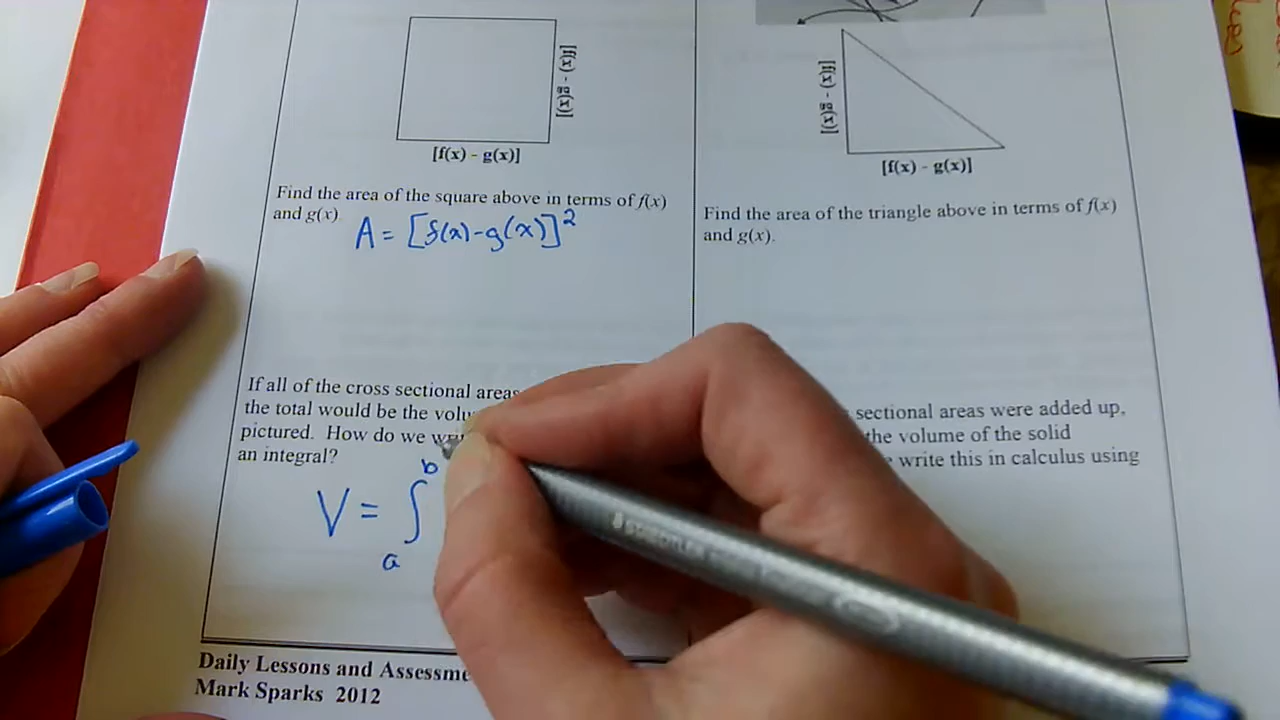 [f(x) - g(x)]
[f(x) - g(x)]
Find the area of the square above in terms of f(x)
and g(x)
A = [f(x)-g(x)]²
If all of the cross sectional areas
the total would be the volu
pictured. How do we wri
an integral?
b
V = ∫
a
[f(x) - g(x)]
[f(x) - g(x)]
Find the area of the triangle above in terms of f(x)
and g(x).
sectional areas were added up,
the volume of the solid
write this in calculus using
Daily Lessons and Assessme
Mark Sparks 2012
STAEDTLER